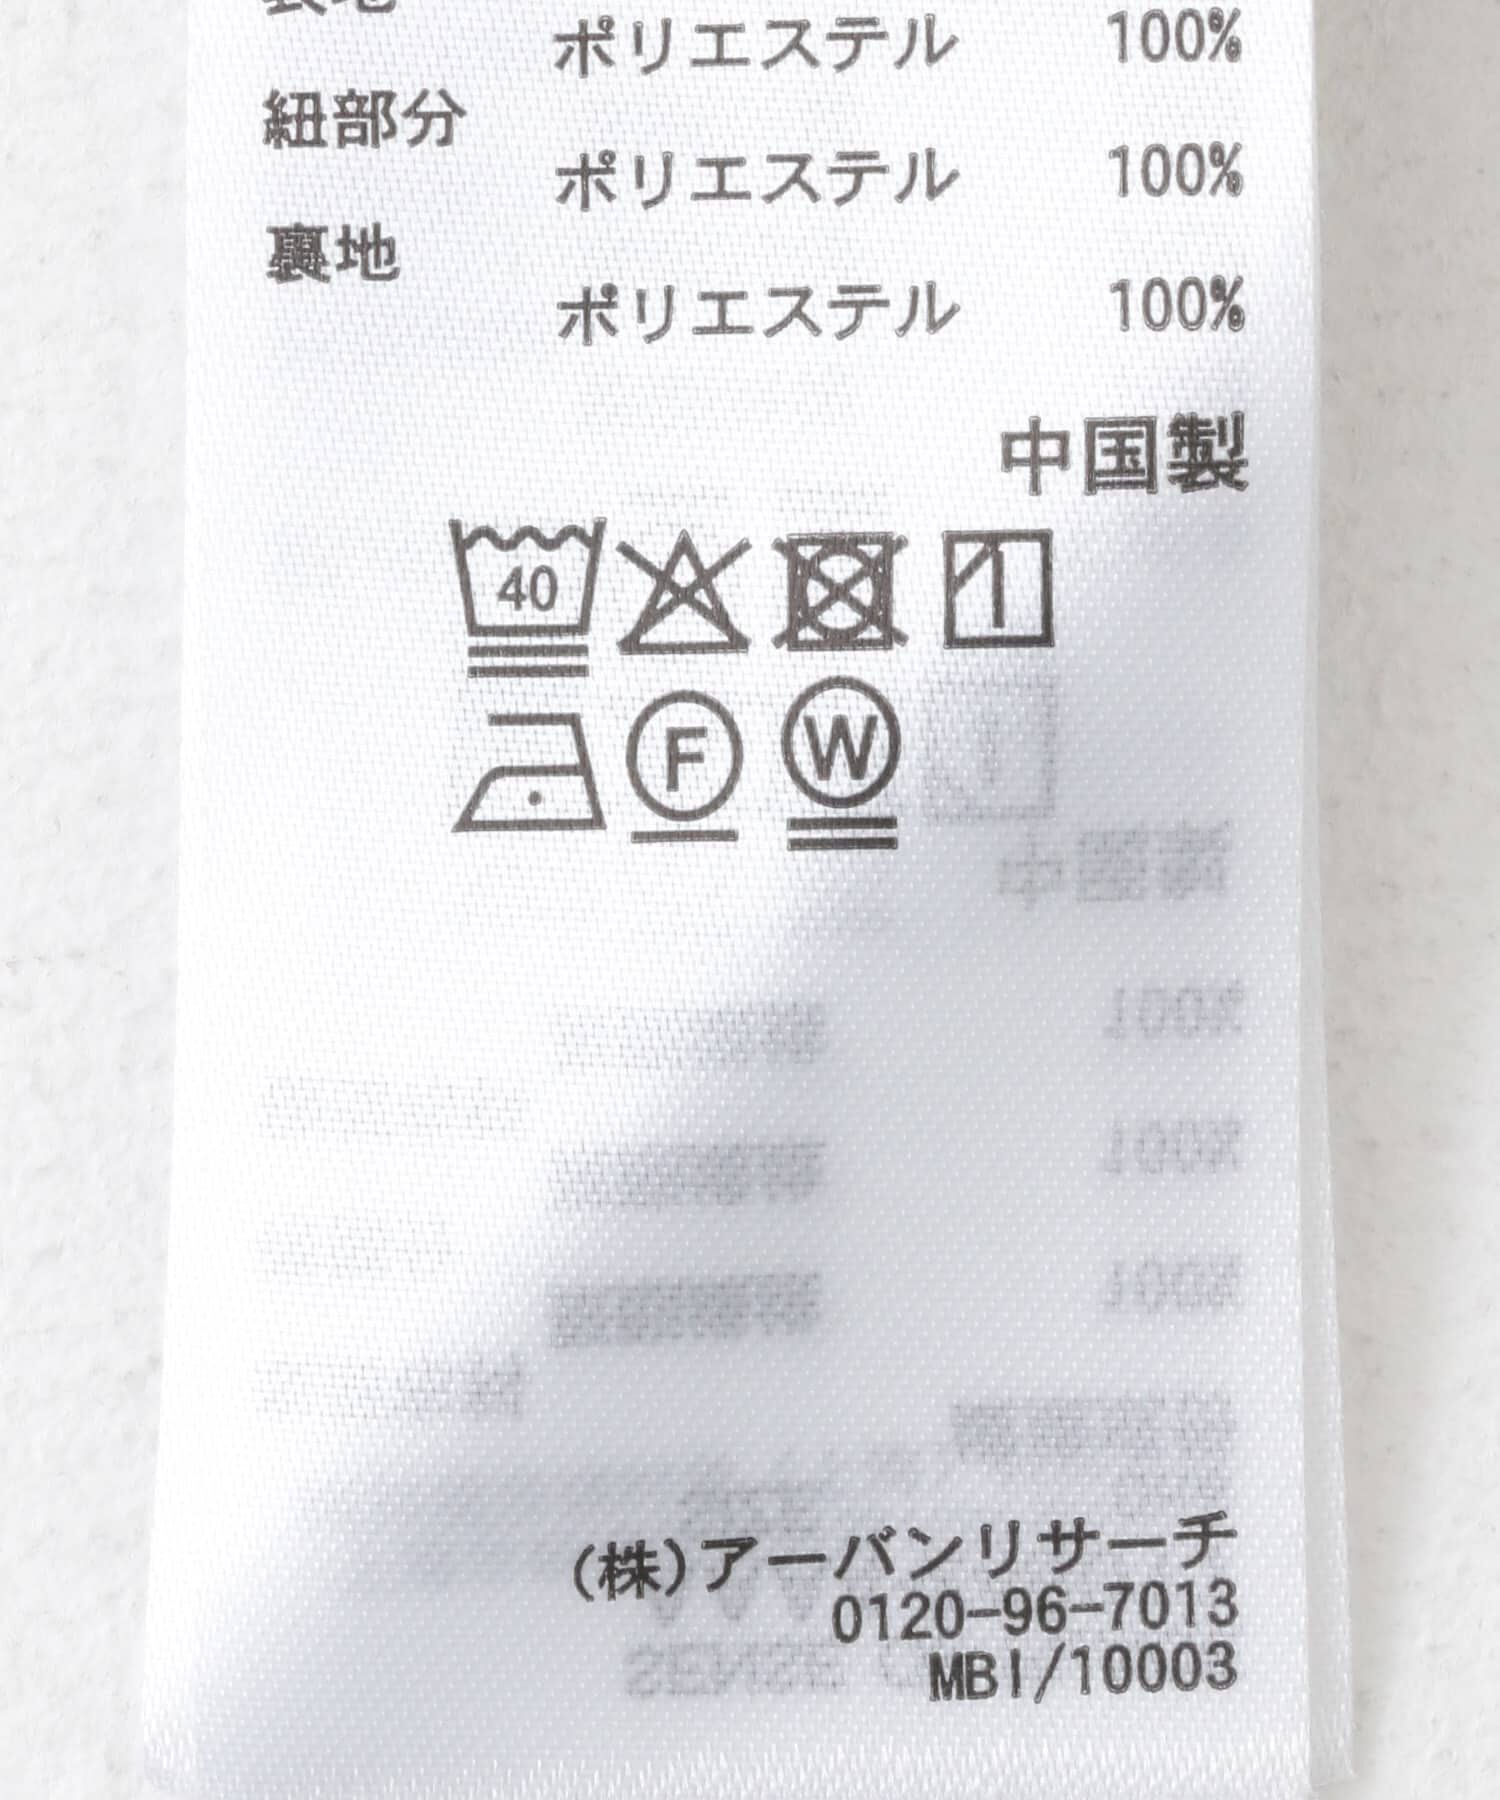 ポリエステル 100%
紐部分
ポリエステル 100%
裏地
ポリエステル 100%
中国製
40
F W
(株)アーバンリサーチ
0120-96-7013
MBI/10003